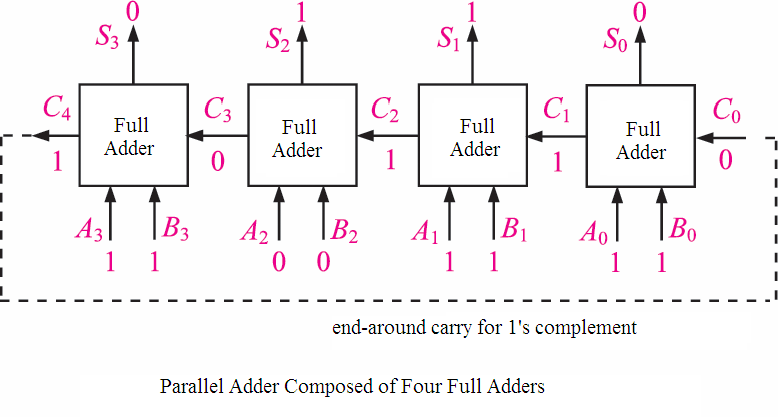 0 1 1 0
S3 S2 S1 S0
C4 Full Adder C3 Full Adder C2 Full Adder C1 Full Adder C0
1 0 1 1 0
A3 B3 A2 B2 A1 B1 A0 B0
1 1 0 0 1 1 1 1
end-around carry for 1's complement
Parallel Adder Composed of Four Full Adders